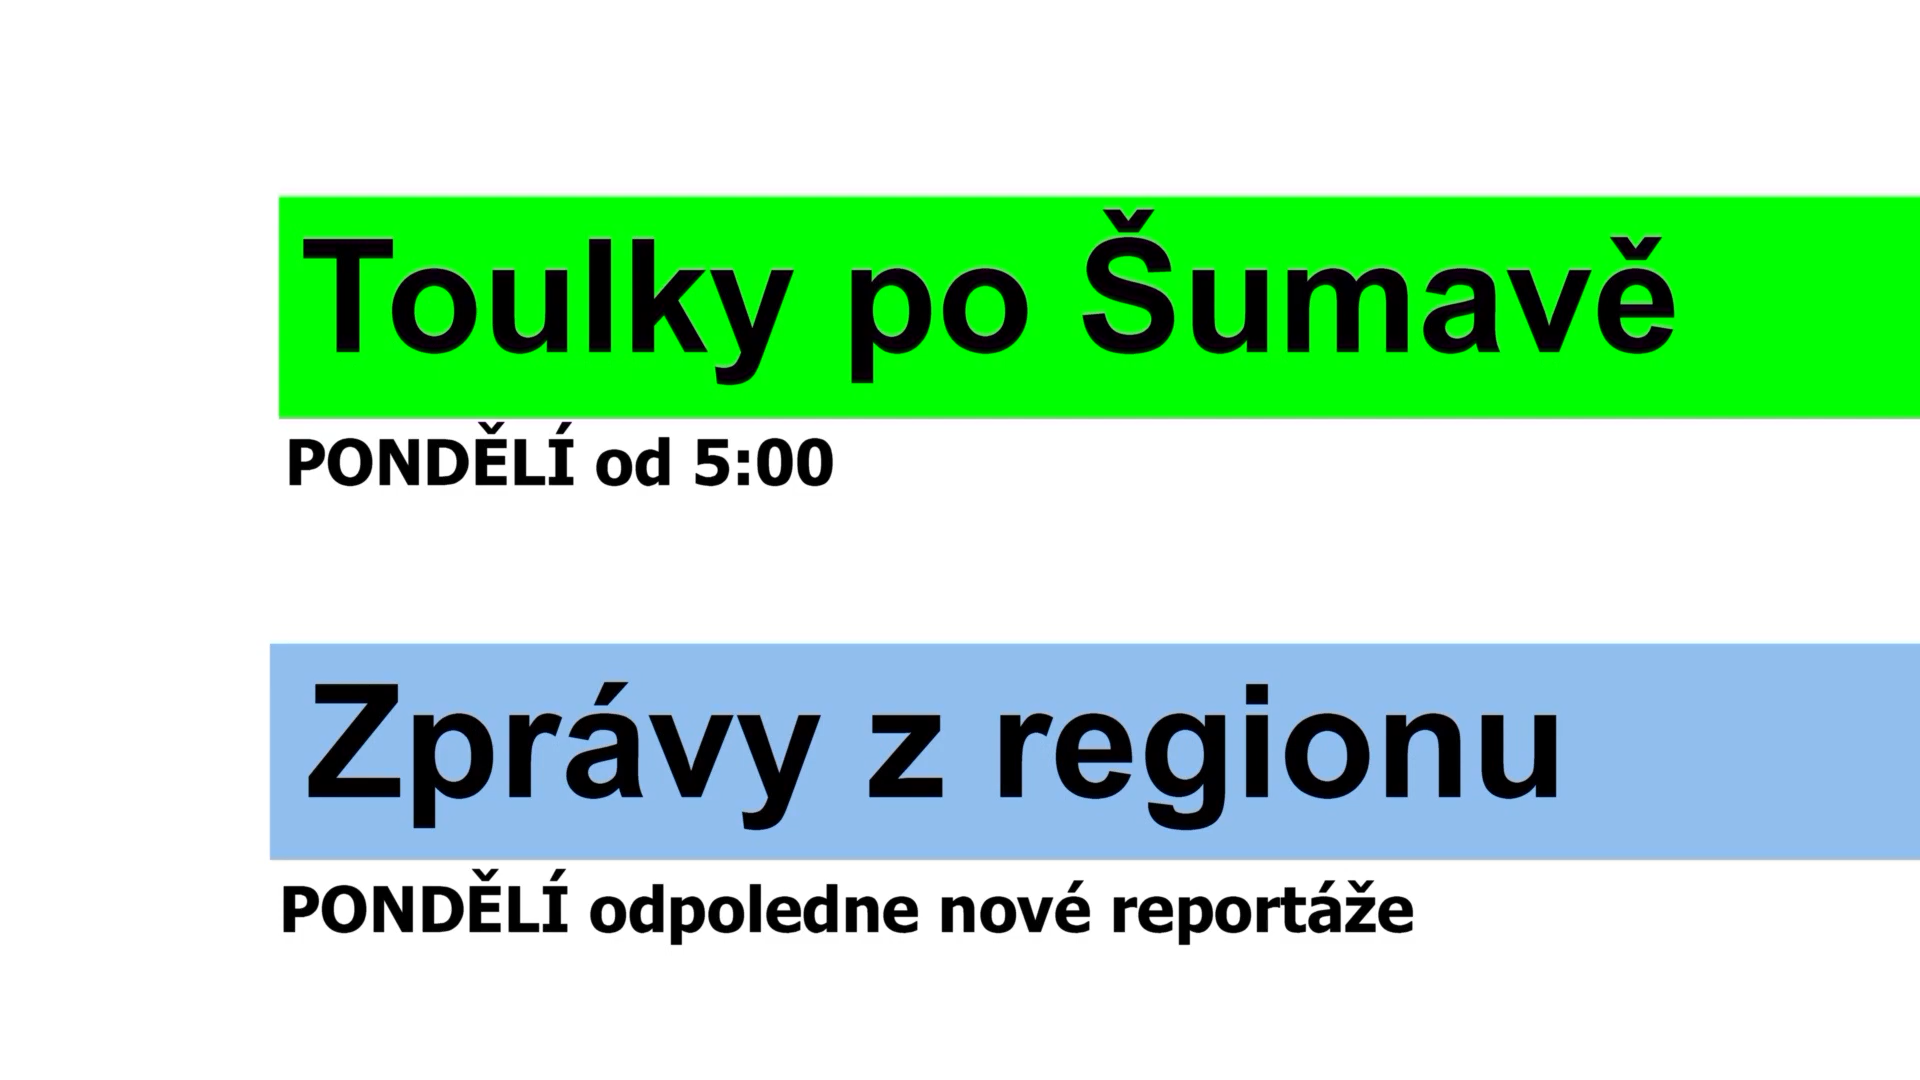 Toulky po Šumavě
PONDĚLÍ od 5:00
Zprávy z regionu
PONDĚLÍ odpoledne nové reportáže